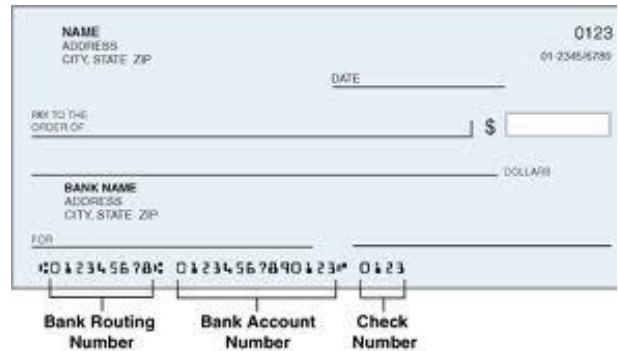 NAME
ADDRESS
CITY, STATE ZIP
0123
01-2345/6789
DATE
PAY TO THE
ORDER OF
$
DOLLARS
BANK NAME
ADDRESS
CITY, STATE ZIP
FOR
⑆012345678⑆ 01234567890123⑈ 0123
Bank Routing
Number
Bank Account
Number
Check
Number